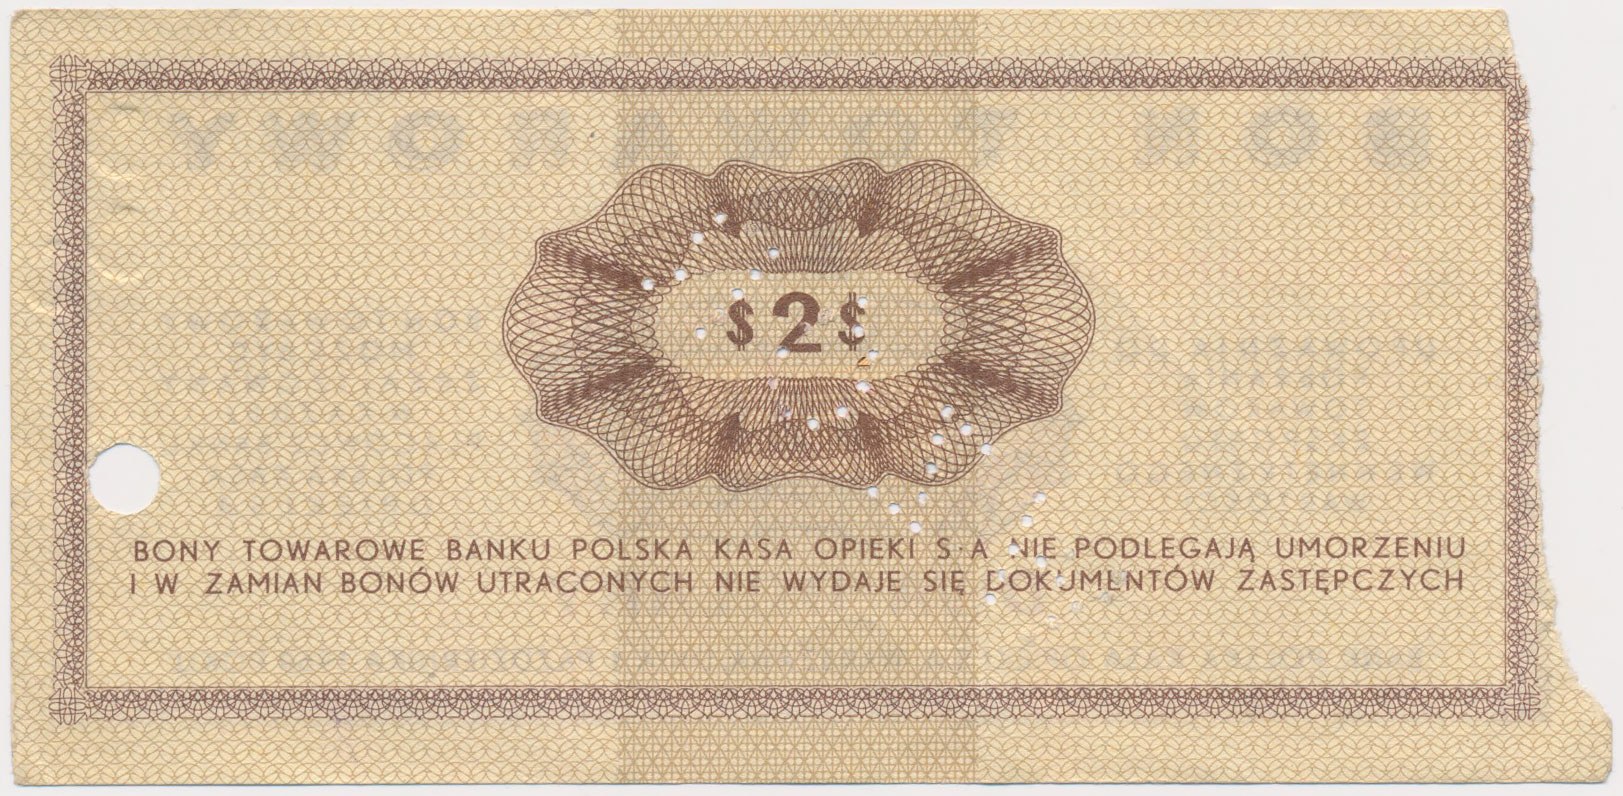 $ 2 $
BONY TOWAROWE BANKU POLSKA KASA OPIEKI S·A NIE PODLEGAJĄ UMORZENIU
I W ZAMIAN BONÓW UTRACONYCH NIE WYDAJE SIĘ DOKUMENTÓW ZASTĘPCZYCH